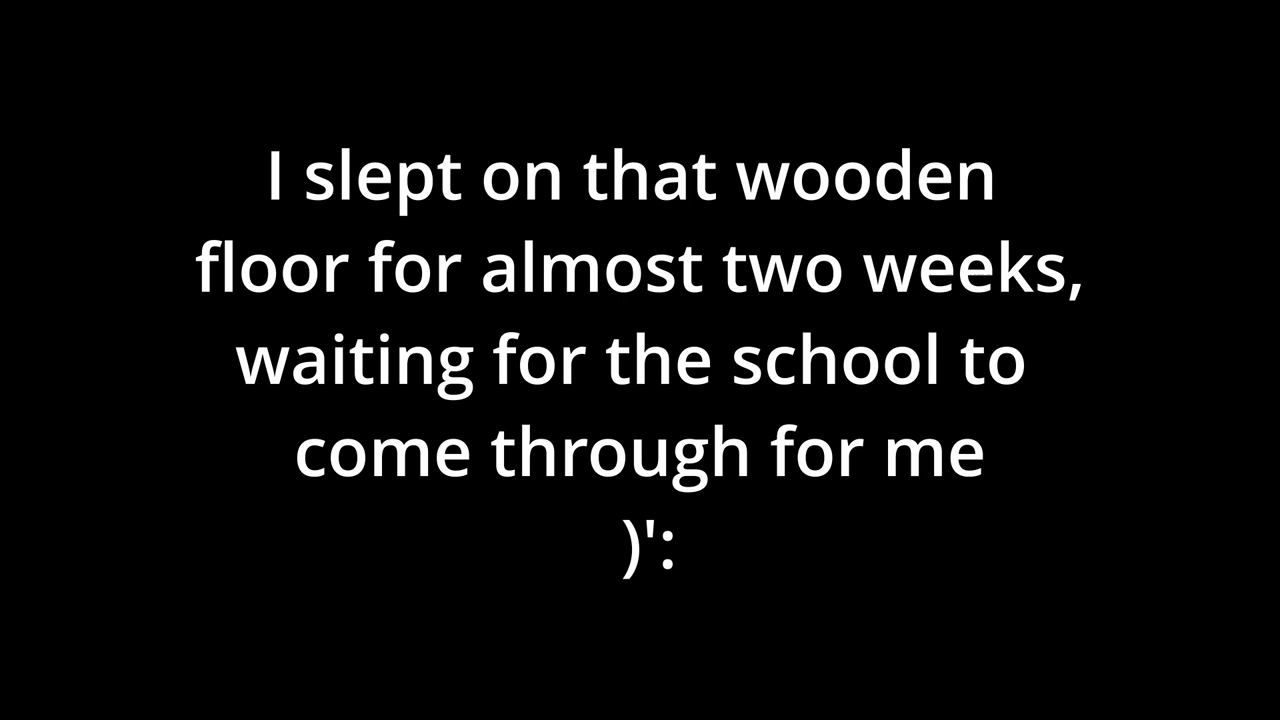 I slept on that wooden
floor for almost two weeks,
waiting for the school to
come through for me
)':